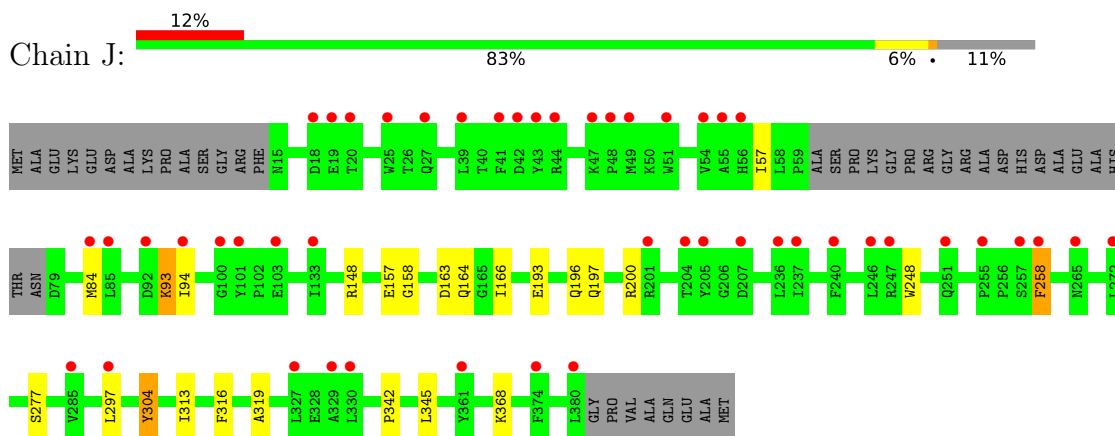 12%
Chain J:
83% 6% • 11%
MET ALA GLU LYS GLU ASP ALA LYS PRO ALA SER GLY ARG PHE N15 D18 E19 T20 W25 T26 Q27 L39 T40 F41 D42 Y43 R44 K47 P48 M49 K50 W51 V54 A55 H56 I57 L58 P59 ALA SER PRO LYS GLY PRO ARG GLY ARG ALA ASP HIS ASP ALA GLU ALA HIS
THR ASN D79 M84 L85 D92 K93 I94 G100 Y101 P102 E103 I133 R148 E157 G158 D163 Q164 G165 I166 E193 Q196 Q197 R200 R201 T204 Y205 G206 D207 L236 I237 F240 L246 R247 W248 Q251 P255 P256 S257 F258 N265 L272
S277 V285 L297 Y304 I313 F316 A319 L327 E328 A329 L330 P342 L345 Y361 K368 F374 L380 GLY PRO VAL ALA GLN GLU ALA MET